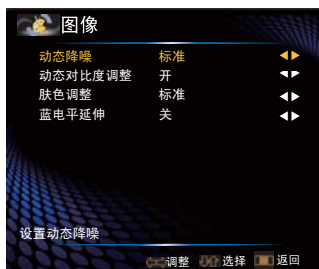 图像
动态降噪 标准
动态对比度调整 开
肤色调整 标准
蓝电平延伸 关
设置动态降噪
调整 选择 返回